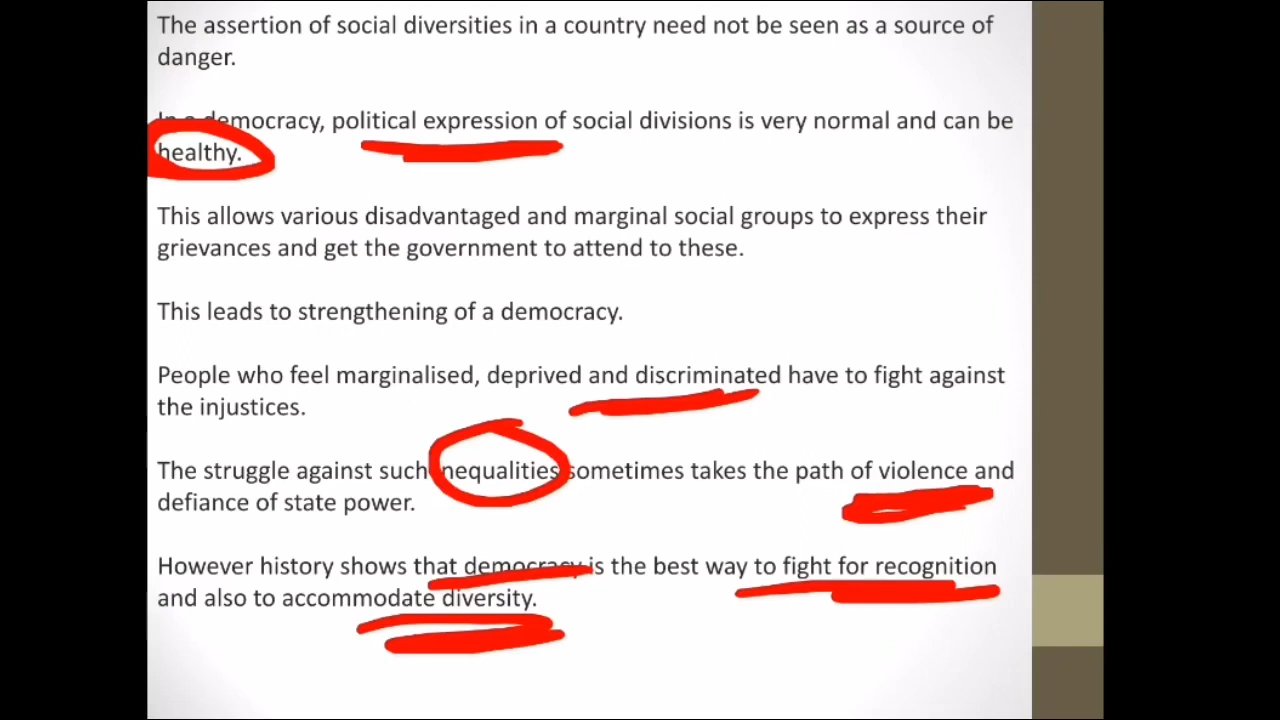 The assertion of social diversities in a country need not be seen as a source of
danger.
In a democracy, political expression of social divisions is very normal and can be
healthy.
This allows various disadvantaged and marginal social groups to express their
grievances and get the government to attend to these.
This leads to strengthening of a democracy.
People who feel marginalised, deprived and discriminated have to fight against
the injustices.
The struggle against such inequalities sometimes takes the path of violence and
defiance of state power.
However history shows that democracy is the best way to fight for recognition
and also to accommodate diversity.